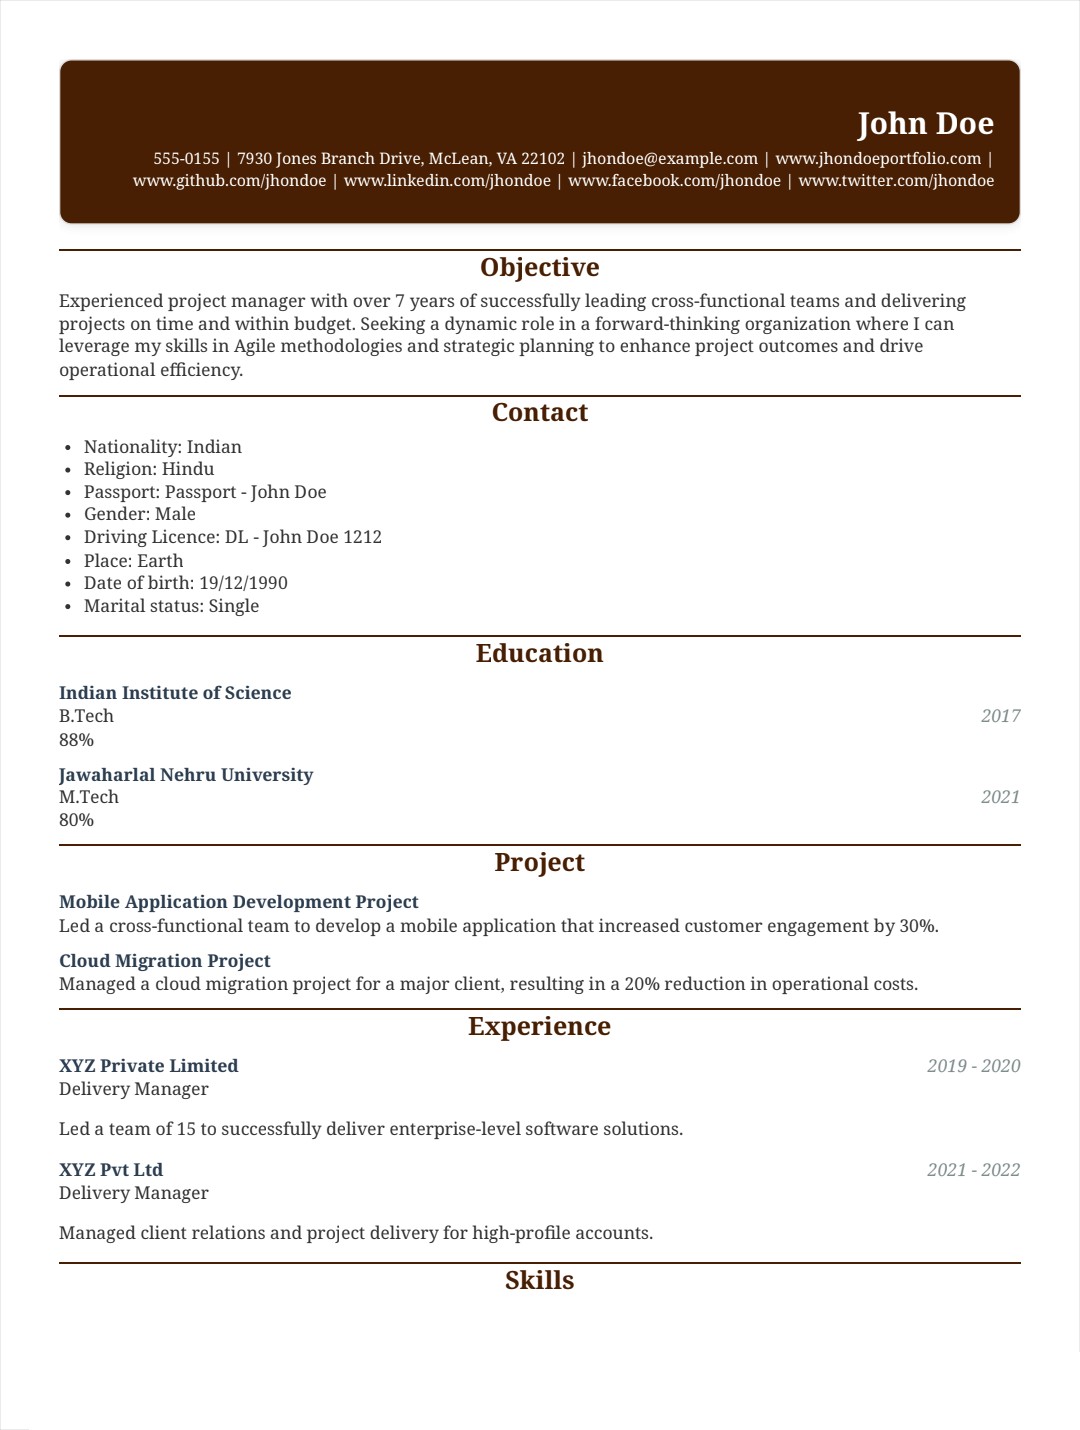 John Doe
555-0155 | 7930 Jones Branch Drive, McLean, VA 22102 | jhondoe@example.com | www.jhondoeportfolio.com |
www.github.com/jhondoe | www.linkedin.com/jhondoe | www.facebook.com/jhondoe | www.twitter.com/jhondoe
Objective
Experienced project manager with over 7 years of successfully leading cross-functional teams and delivering
projects on time and within budget. Seeking a dynamic role in a forward-thinking organization where I can
leverage my skills in Agile methodologies and strategic planning to enhance project outcomes and drive
operational efficiency.
Contact
• Nationality: Indian
• Religion: Hindu
• Passport: Passport - John Doe
• Gender: Male
• Driving Licence: DL - John Doe 1212
• Place: Earth
• Date of birth: 19/12/1990
• Marital status: Single
Education
Indian Institute of Science
B.Tech 2017
88%
Jawaharlal Nehru University
M.Tech 2021
80%
Project
Mobile Application Development Project
Led a cross-functional team to develop a mobile application that increased customer engagement by 30%.
Cloud Migration Project
Managed a cloud migration project for a major client, resulting in a 20% reduction in operational costs.
Experience
XYZ Private Limited 2019 - 2020
Delivery Manager
Led a team of 15 to successfully deliver enterprise-level software solutions.
XYZ Pvt Ltd 2021 - 2022
Delivery Manager
Managed client relations and project delivery for high-profile accounts.
Skills